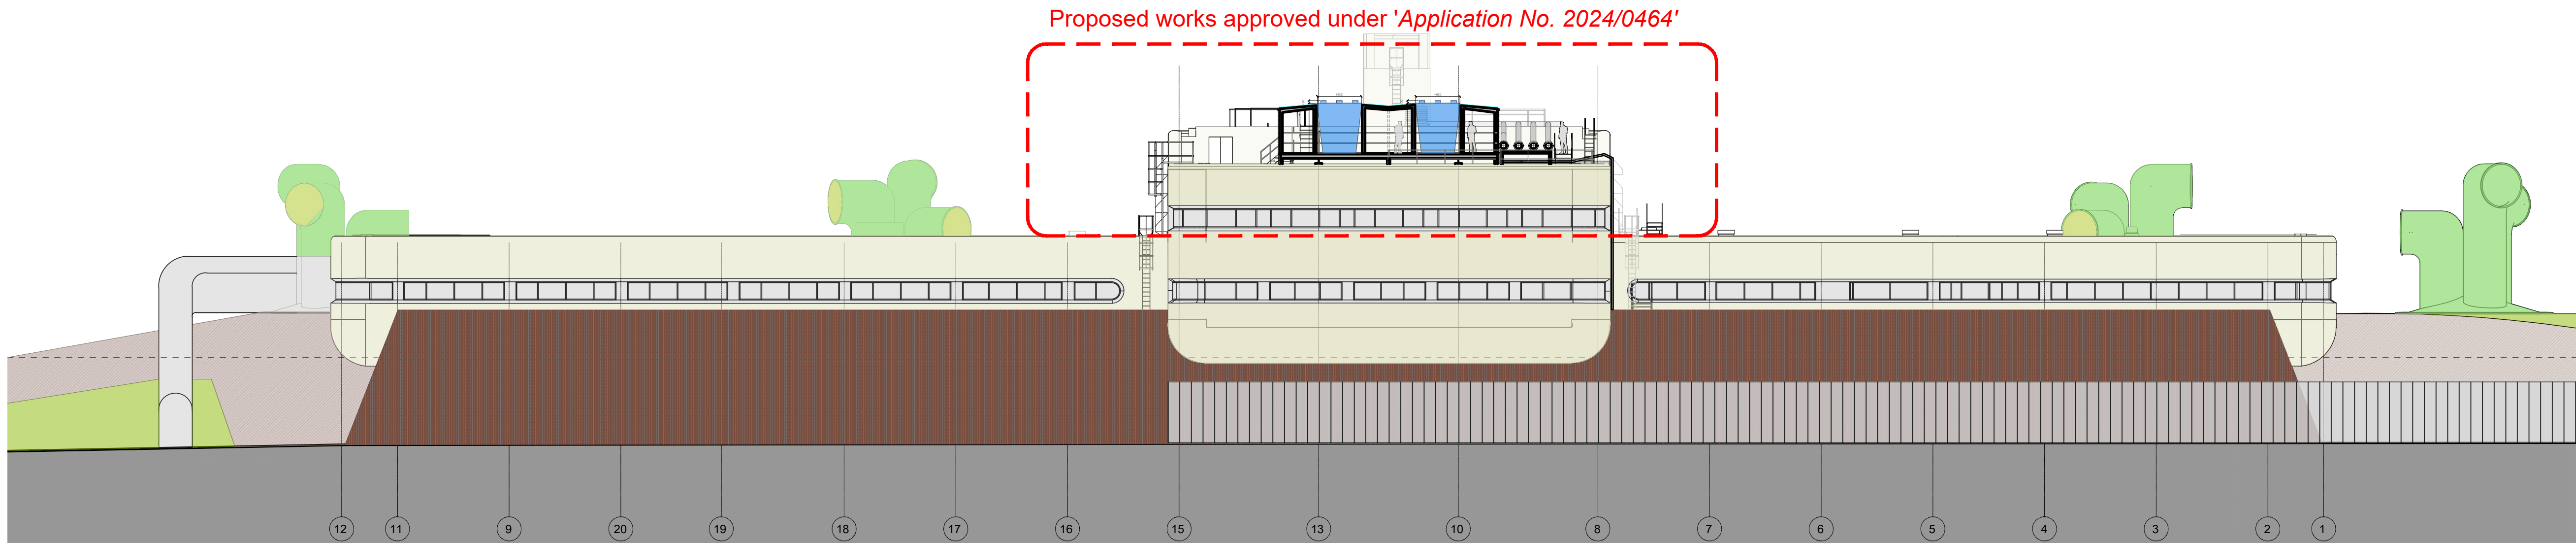 Proposed works approved under 'Application No. 2024/0464'
12 11 9 20 19 18 17 16 15 13 10 8 7 6 5 4 3 2 1